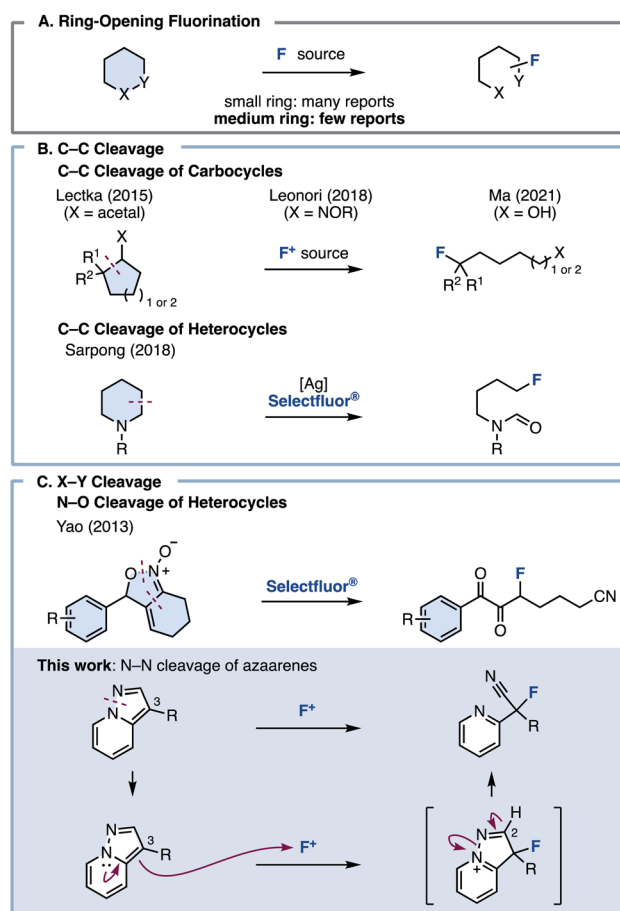 A. Ring-Opening Fluorination
F source
X
Y
F
Y
X
small ring: many reports
medium ring: few reports
B. C–C Cleavage
C–C Cleavage of Carbocycles
Lectka (2015) Leonori (2018) Ma (2021)
(X = acetal) (X = NOR) (X = OH)
X
R1
R2
( )1 or 2
F+ source
F
R2 R1
( )1 or 2
X
C–C Cleavage of Heterocycles
Sarpong (2018)
N
R
[Ag]
Selectfluor®
F
N
O
R
C. X–Y Cleavage
N–O Cleavage of Heterocycles
Yao (2013)
O−
O N+
R
Selectfluor®
O F
R
O
CN
This work: N–N cleavage of azaarenes
N
N
3
R
F+
N
N
F
R
N
N
3
R
F+
H
N
2
F
N
+
R